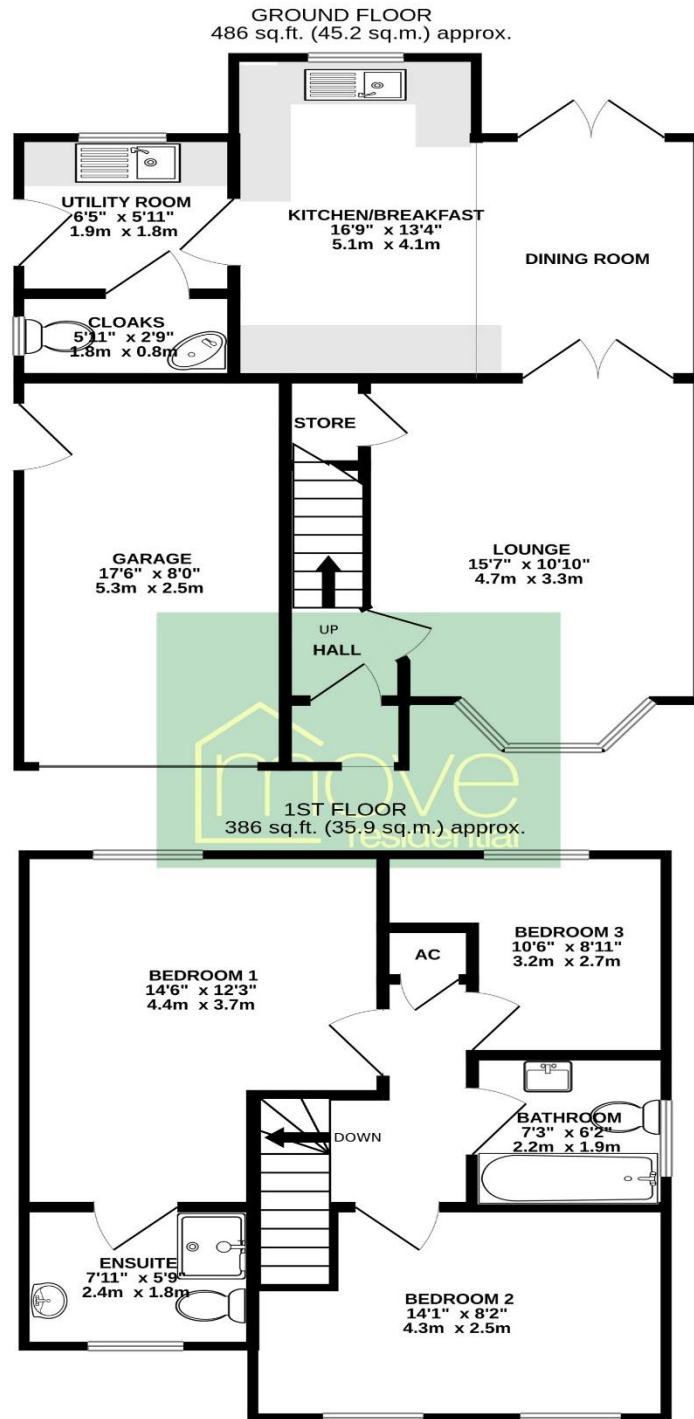 GROUND FLOOR
486 sq.ft. (45.2 sq.m.) approx.
UTILITY ROOM
6'5" x 5'11"
1.9m x 1.8m
KITCHEN/BREAKFAST
16'9" x 13'4"
5.1m x 4.1m
DINING ROOM
CLOAKS
5'11" x 2'9"
1.8m x 0.8m
STORE
GARAGE
17'6" x 8'0"
5.3m x 2.5m
LOUNGE
15'7" x 10'10"
4.7m x 3.3m
UP
HALL
move
residential
1ST FLOOR
386 sq.ft. (35.9 sq.m.) approx.
BEDROOM 1
14'6" x 12'3"
4.4m x 3.7m
AC
BEDROOM 3
10'6" x 8'11"
3.2m x 2.7m
DOWN
BATHROOM
7'3" x 6'2"
2.2m x 1.9m
ENSUITE
7'11" x 5'9"
2.4m x 1.8m
BEDROOM 2
14'1" x 8'2"
4.3m x 2.5m